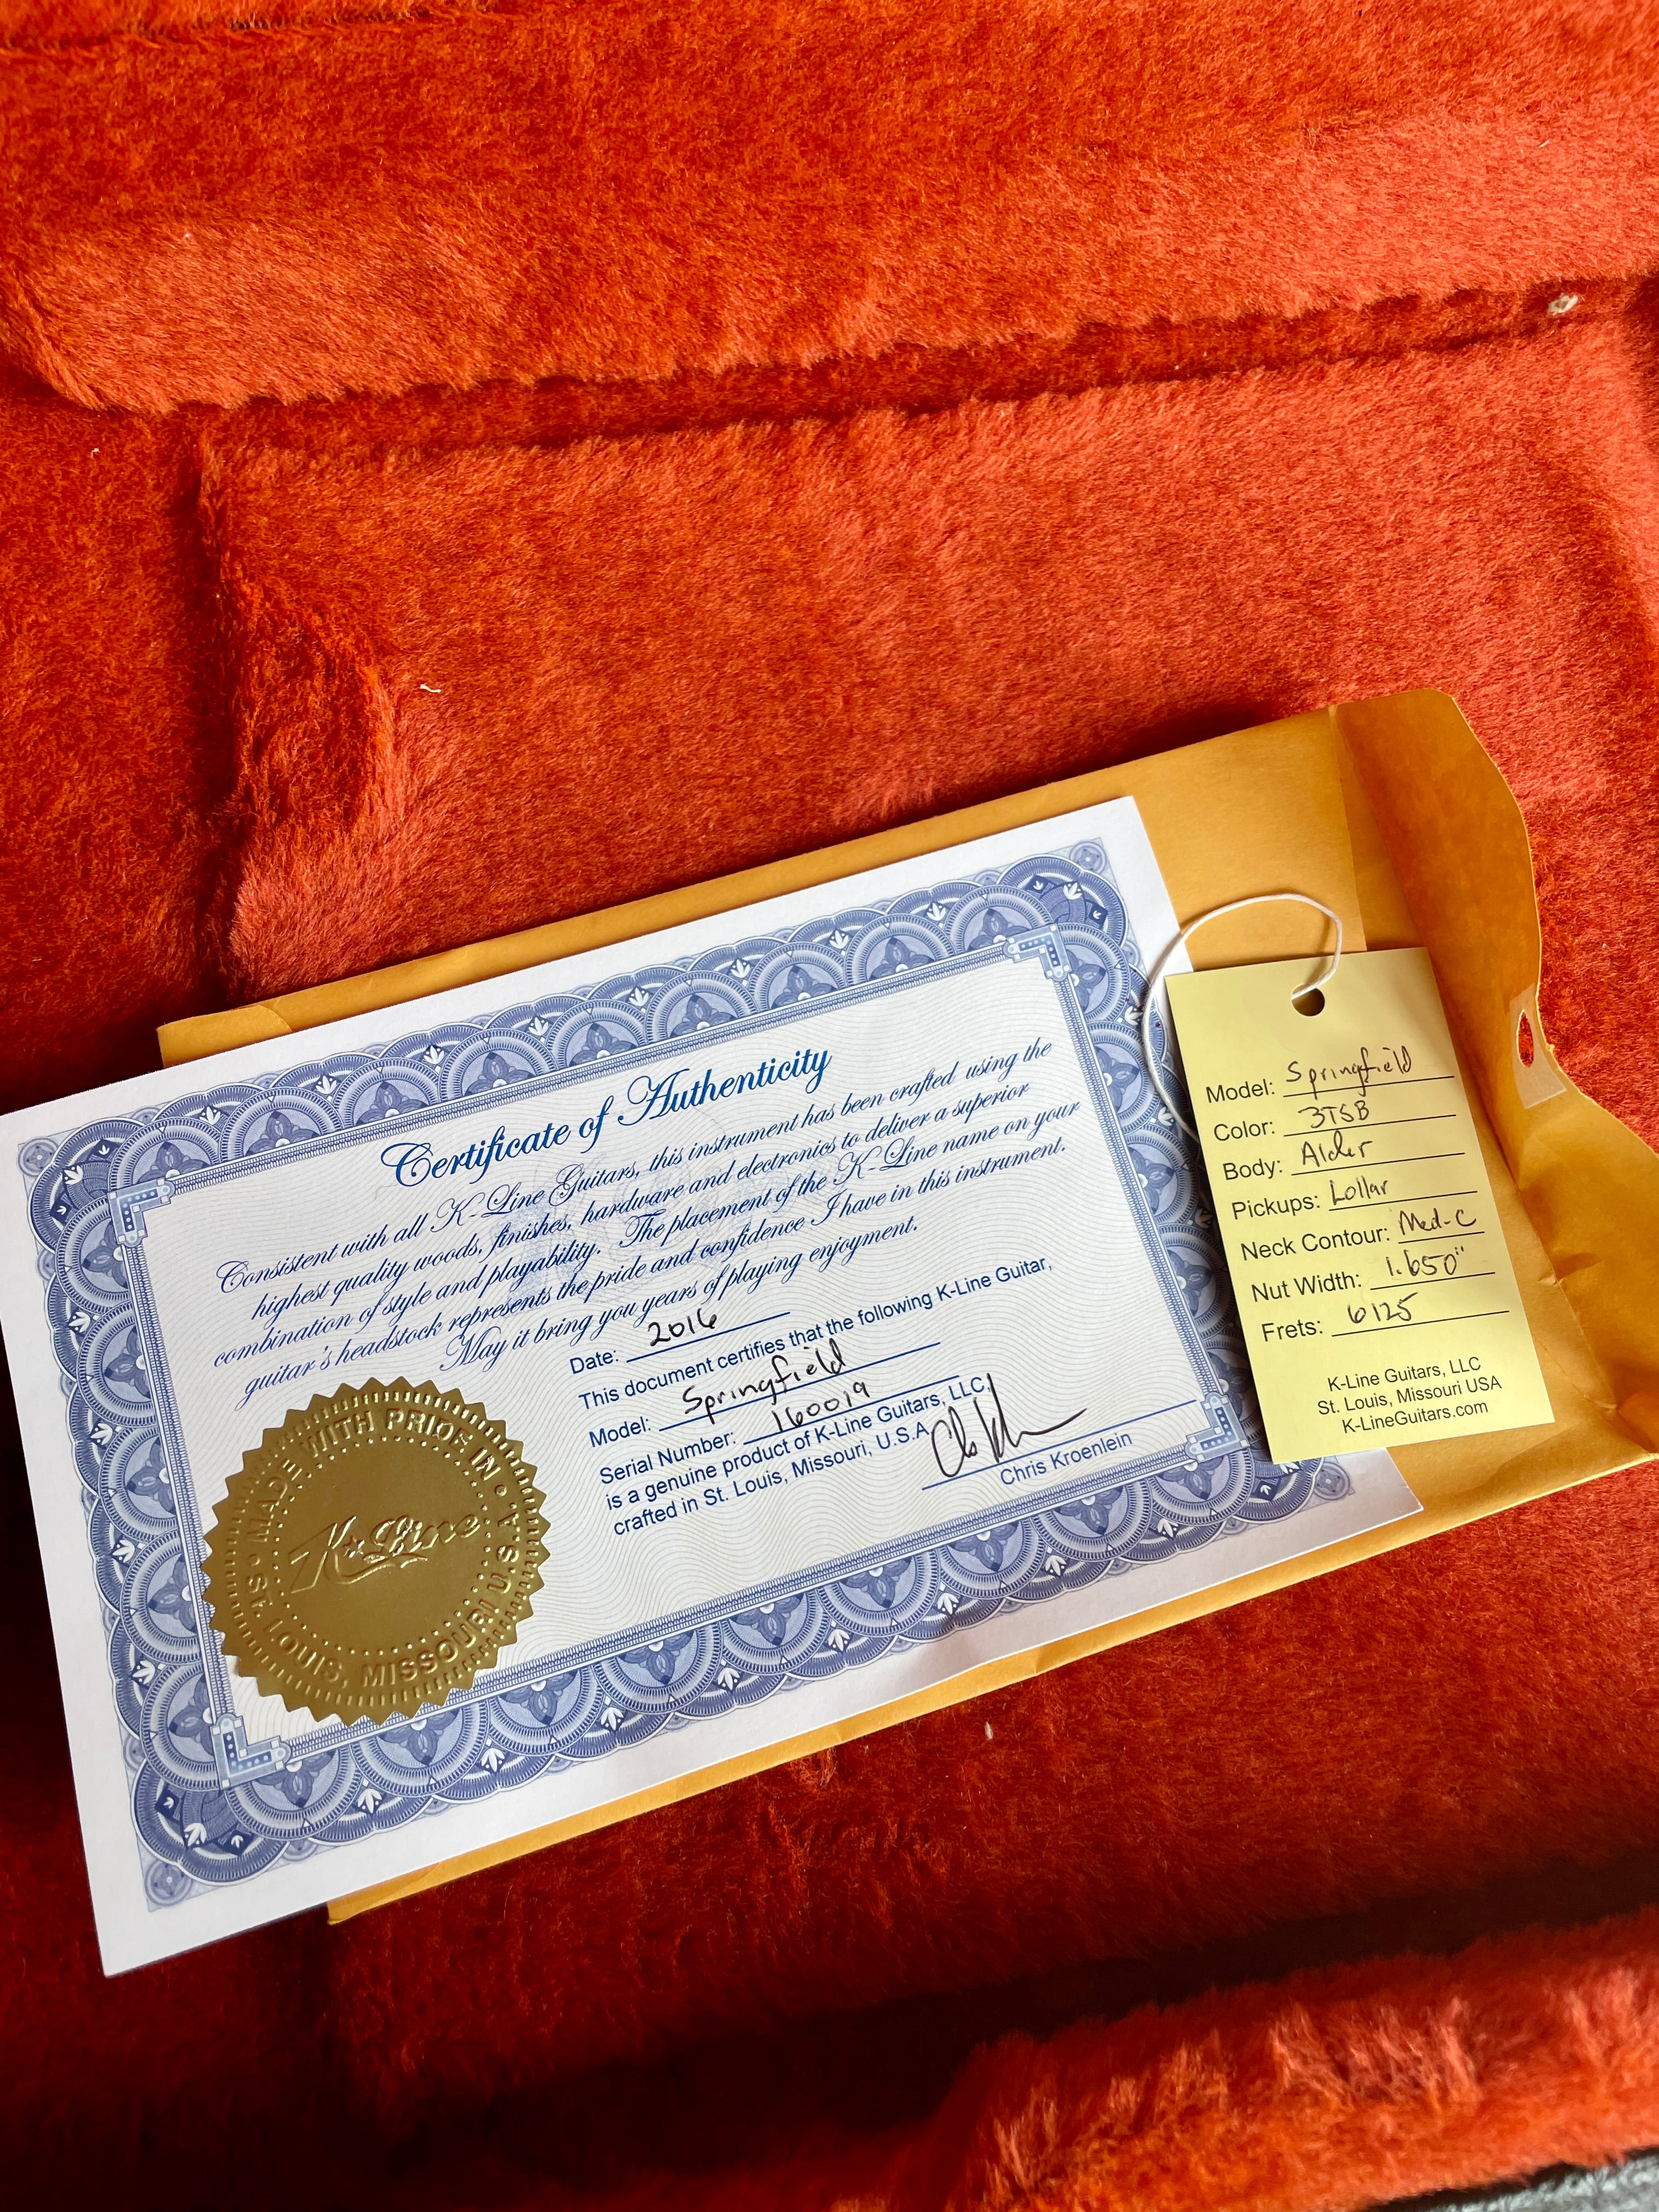 Certificate of Authenticity
Consistent with all K-Line Guitars, this instrument has been crafted using the
highest quality woods, finishes, hardware and electronics to deliver a superior
combination of style and playability. The placement of the K-Line name on your
guitar's headstock represents the pride and confidence I have in this instrument.
May it bring you years of playing enjoyment.
Date: 2016
This document certifies that the following K-Line Guitar,
Model: Springfield
Serial Number: 160019
is a genuine product of K-Line Guitars, LLC,
crafted in St. Louis, Missouri, U.S.A
Chris Kroenlein
MADE WITH PRIDE IN
K-Line
ST. LOUIS, MISSOURI U.S.A.
Model: Springfield
Color: 3TSB
Body: Alder
Pickups: Lollar
Neck Contour: Med-C
Nut Width: 1.650"
Frets: 6125
K-Line Guitars, LLC
St. Louis, Missouri USA
K-LineGuitars.com